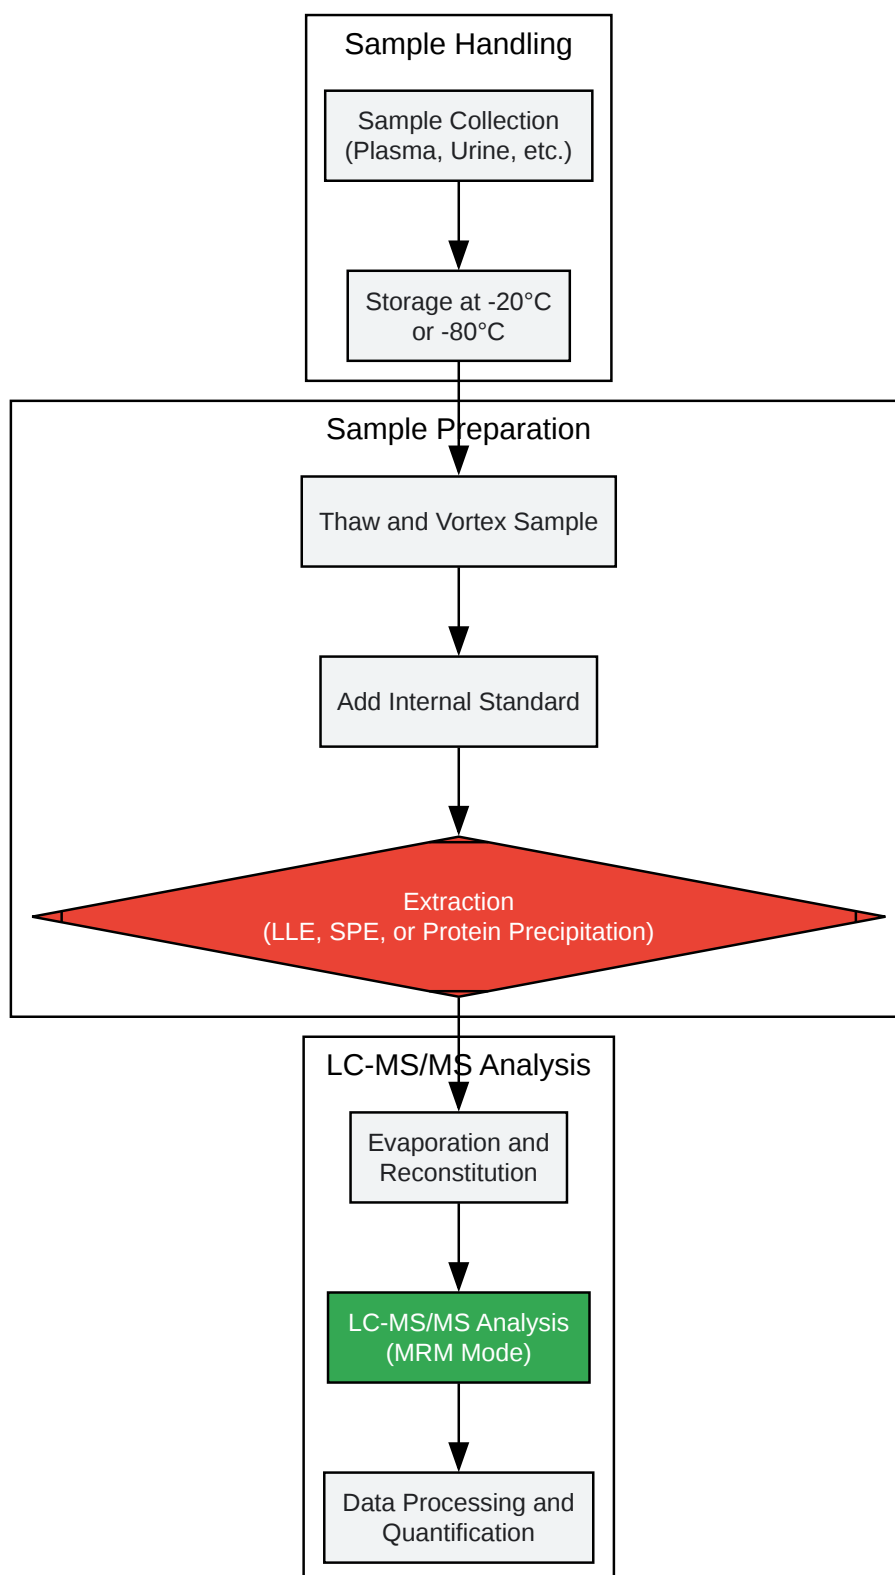 Sample Handling
Sample Collection
(Plasma, Urine, etc.)
Storage at -20°C
or -80°C
Sample Preparation
Thaw and Vortex Sample
Add Internal Standard
Extraction
(LLE, SPE, or Protein Precipitation)
LC-MS/MS Analysis
Evaporation and
Reconstitution
LC-MS/MS Analysis
(MRM Mode)
Data Processing and
Quantification